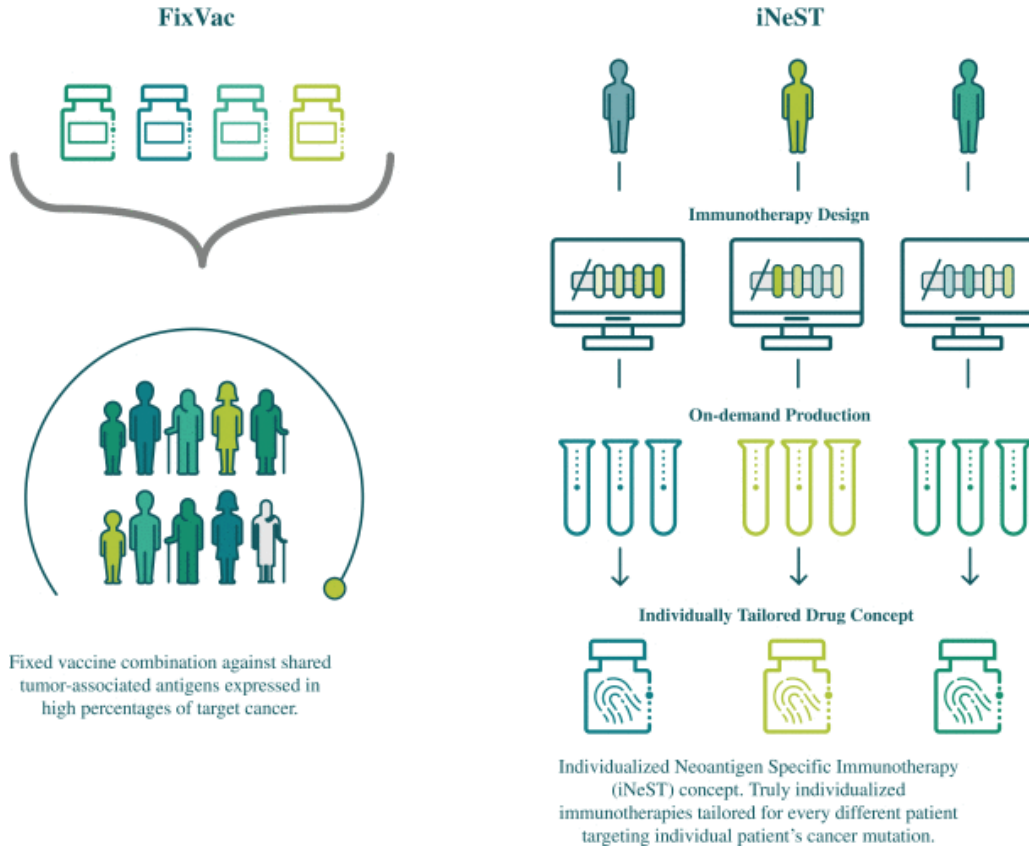 FixVac
Fixed vaccine combination against shared
tumor-associated antigens expressed in
high percentages of target cancer.
iNeST
Immunotherapy Design
On-demand Production
Individually Tailored Drug Concept
Individualized Neoantigen Specific Immunotherapy
(iNeST) concept. Truly individualized
immunotherapies tailored for every different patient
targeting individual patient's cancer mutation.